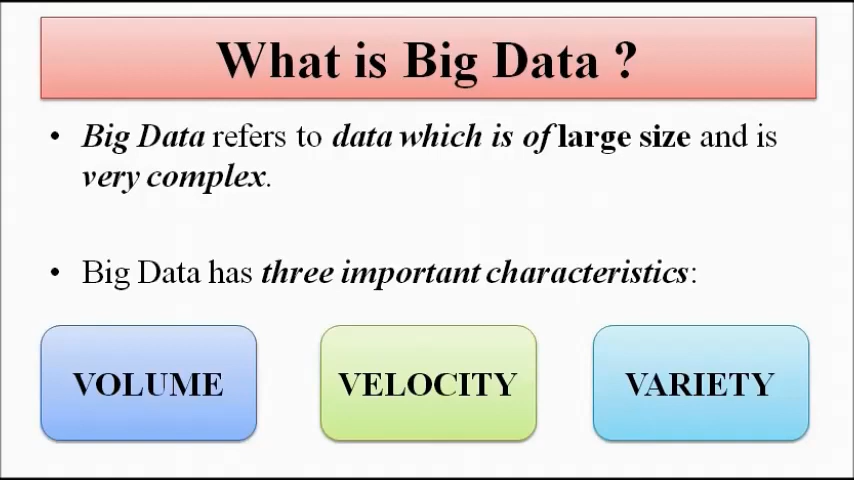 What is Big Data ?
• Big Data refers to data which is of large size and is
very complex.
• Big Data has three important characteristics:
VOLUME VELOCITY VARIETY